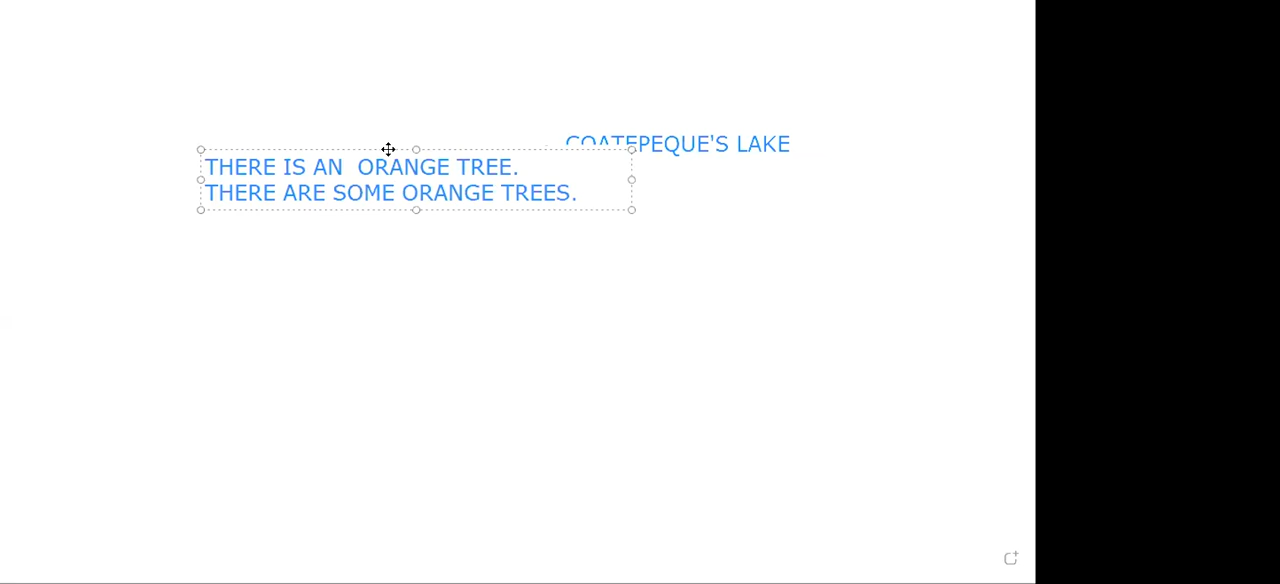 COATEPEQUE'S LAKE
THERE IS AN  ORANGE TREE.
THERE ARE SOME ORANGE TREES.